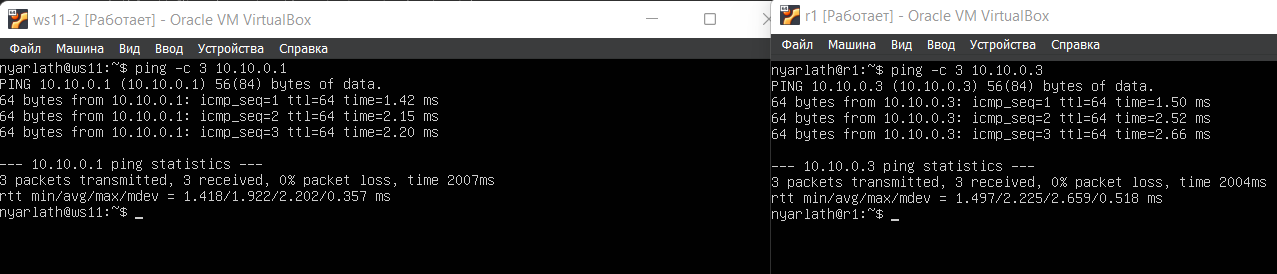 ws11-2 [Работает] - Oracle VM VirtualBox
Файл Машина Вид Ввод Устройства Справка
nyarlath@ws11:~$ ping -c 3 10.10.0.1
PING 10.10.0.1 (10.10.0.1) 56(84) bytes of data.
64 bytes from 10.10.0.1: icmp_seq=1 ttl=64 time=1.42 ms
64 bytes from 10.10.0.1: icmp_seq=2 ttl=64 time=2.15 ms
64 bytes from 10.10.0.1: icmp_seq=3 ttl=64 time=2.20 ms
--- 10.10.0.1 ping statistics ---
3 packets transmitted, 3 received, 0% packet loss, time 2007ms
rtt min/avg/max/mdev = 1.418/1.922/2.202/0.357 ms
nyarlath@ws11:~$ _
r1 [Работает] - Oracle VM VirtualBox
Файл Машина Вид Ввод Устройства Справка
nyarlath@r1:~$ ping -c 3 10.10.0.3
PING 10.10.0.3 (10.10.0.3) 56(84) bytes of data.
64 bytes from 10.10.0.3: icmp_seq=1 ttl=64 time=1.50 ms
64 bytes from 10.10.0.3: icmp_seq=2 ttl=64 time=2.52 ms
64 bytes from 10.10.0.3: icmp_seq=3 ttl=64 time=2.66 ms
--- 10.10.0.3 ping statistics ---
3 packets transmitted, 3 received, 0% packet loss, time 2004ms
rtt min/avg/max/mdev = 1.497/2.225/2.659/0.518 ms
nyarlath@r1:~$ _